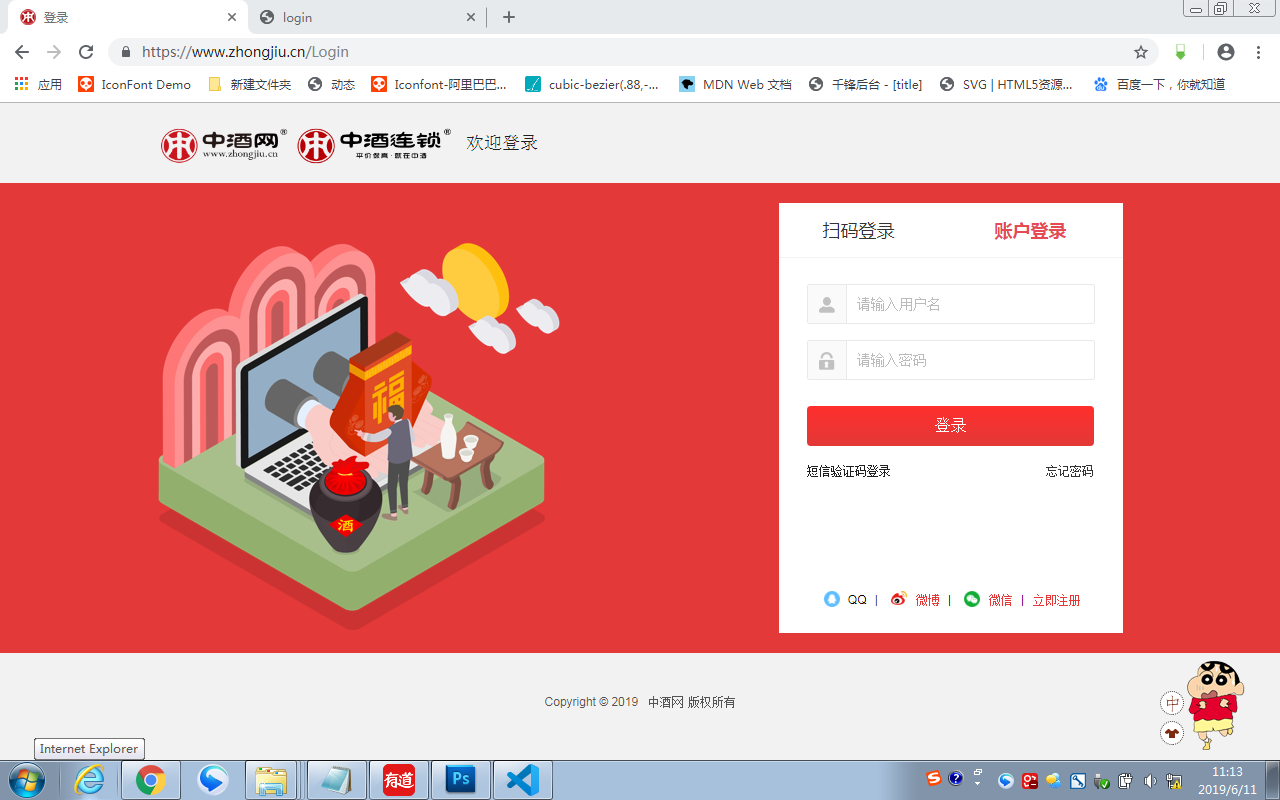 登录
login
https://www.zhongjiu.cn/Login
应用 IconFont Demo 新建文件夹 动态 Iconfont-阿里巴巴... cubic-bezier(.88,-... MDN Web 文档 千锋后台 - [title] SVG | HTML5资源... 百度一下，你就知道
中酒网® www.zhongjiu.cn 中酒连锁® 平价保真·就在中酒 欢迎登录
扫码登录 账户登录
请输入用户名
请输入密码
登录
短信验证码登录 忘记密码
QQ | 微博 | 微信 | 立即注册
福
酒
Copyright © 2019 中酒网 版权所有
中
Internet Explorer
有道
Ps
11:13
2019/6/11